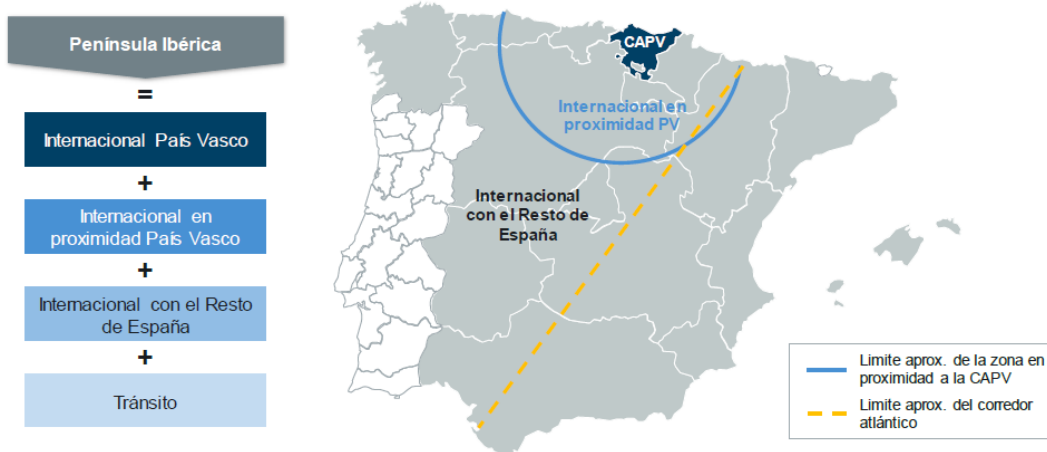 Península Ibérica
=
Internacional País Vasco
+
Internacional en
proximidad País Vasco
+
Internacional con el Resto
de España
+
Tránsito
CAPV
Internacional en
proximidad PV
Internacional
con el Resto de
España
Limite aprox. de la zona en
proximidad a la CAPV
Limite aprox. del corredor
atlántico